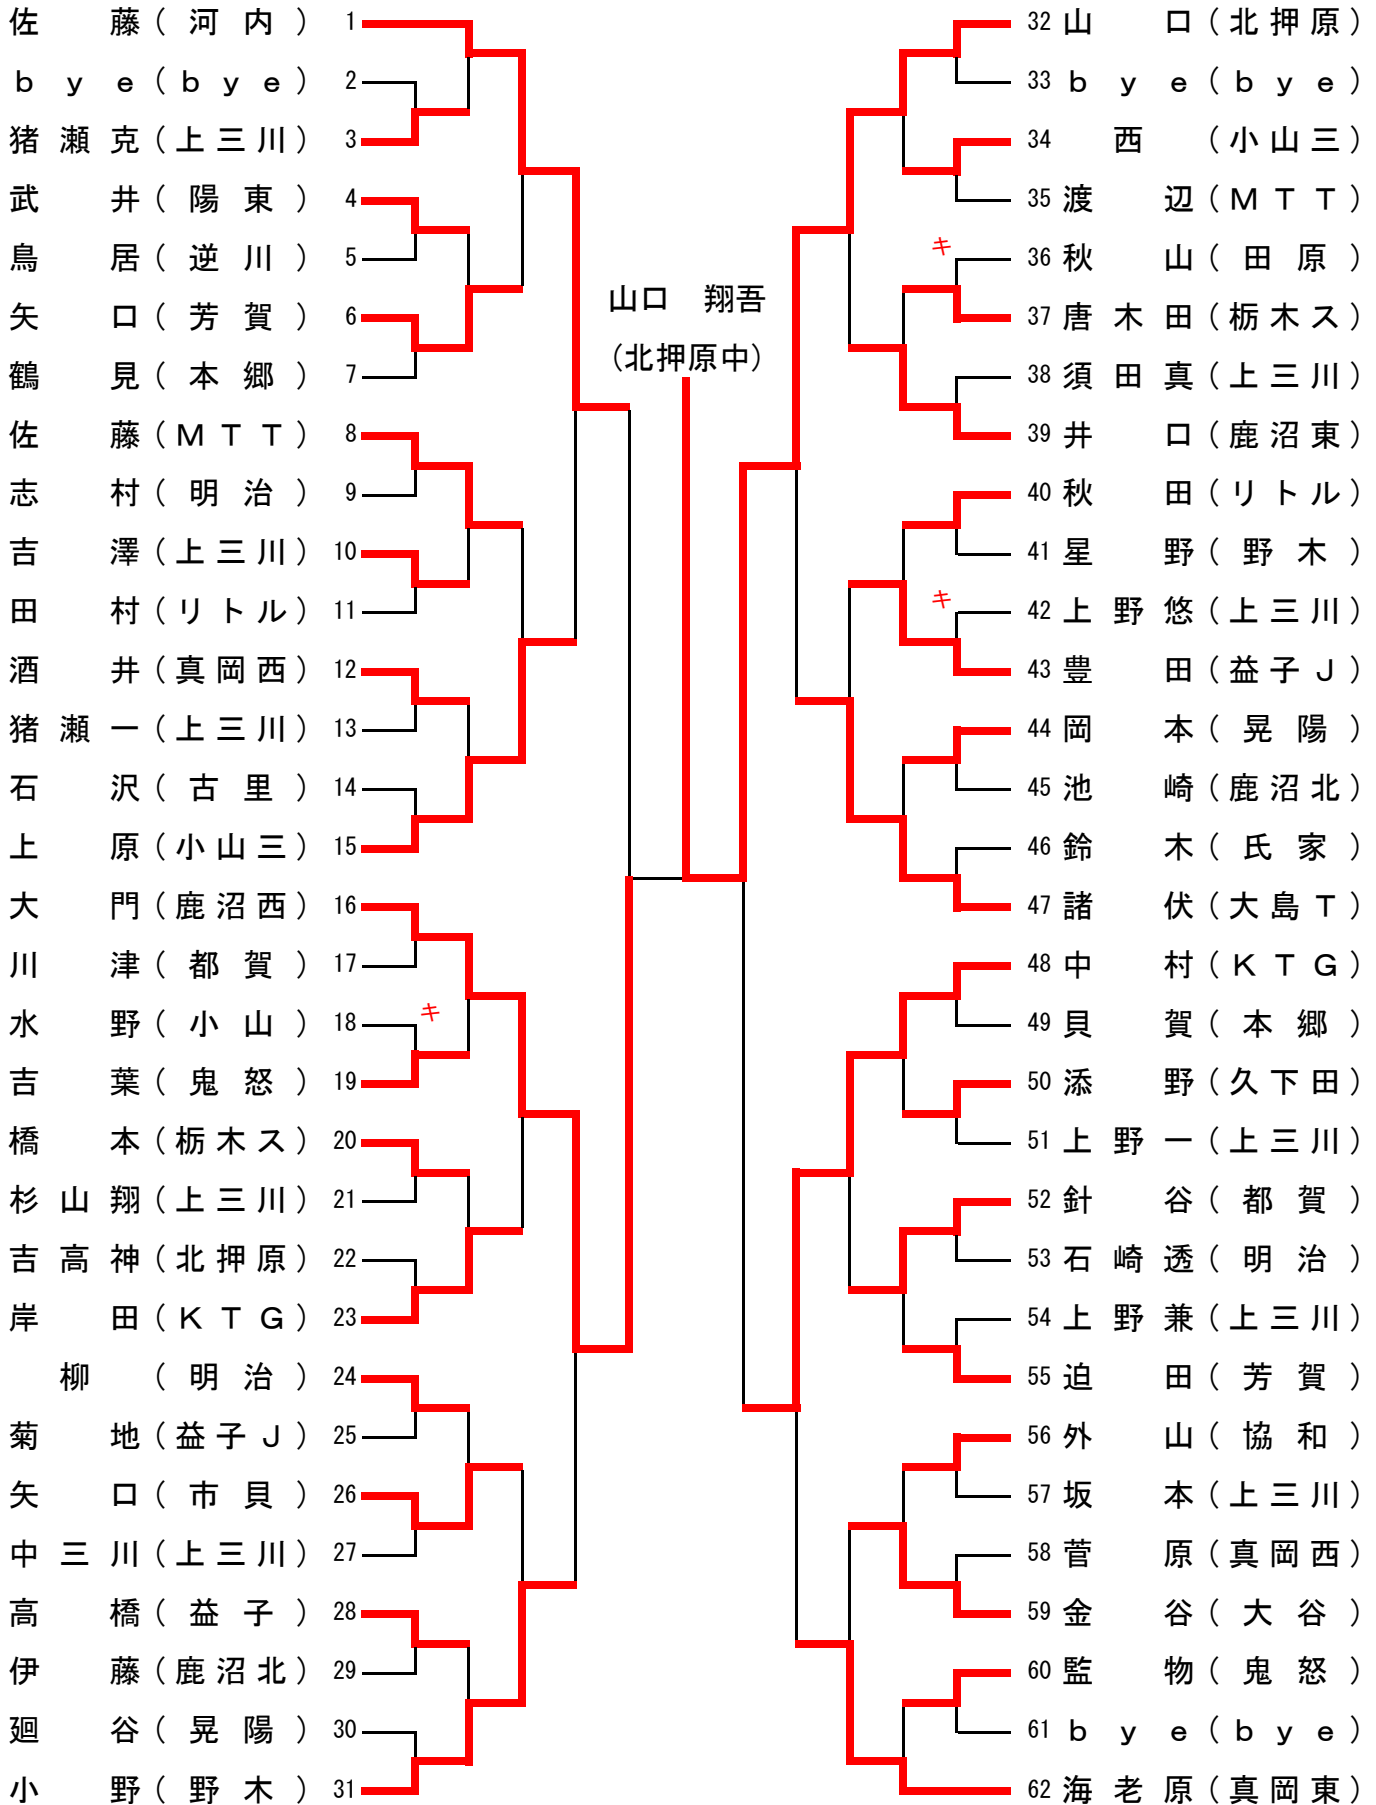 佐藤(河内) 1
bye(bye) 2
猪瀬克(上三川) 3
武井(陽東) 4
鳥居(逆川) 5
矢口(芳賀) 6
鶴見(本郷) 7
佐藤(MTT) 8
志村(明治) 9
吉澤(上三川) 10
田村(リトル) 11
酒井(真岡西) 12
猪瀬一(上三川) 13
石沢(古里) 14
上原(小山三) 15
大門(鹿沼西) 16
川津(都賀) 17
水野(小山) 18
キ
吉葉(鬼怒) 19
橋本(栃木ス) 20
杉山翔(上三川) 21
吉高神(北押原) 22
岸田(KTG) 23
柳(明治) 24
菊地(益子J) 25
矢口(市貝) 26
中三川(上三川) 27
高橋(益子) 28
伊藤(鹿沼北) 29
廻谷(晃陽) 30
小野(野木) 31
山口 翔吾
(北押原中)
32 山口(北押原)
33 bye(bye)
34 西(小山三)
35 渡辺(MTT)
キ
36 秋山(田原)
37 唐木田(栃木ス)
38 須田真(上三川)
39 井口(鹿沼東)
40 秋田(リトル)
41 星野(野木)
キ
42 上野悠(上三川)
43 豊田(益子J)
44 岡本(晃陽)
45 池崎(鹿沼北)
46 鈴木(氏家)
47 諸伏(大島T)
48 中村(KTG)
49 貝賀(本郷)
50 添野(久下田)
51 上野一(上三川)
52 針谷(都賀)
53 石崎透(明治)
54 上野兼(上三川)
55 迫田(芳賀)
56 外山(協和)
57 坂本(上三川)
58 菅原(真岡西)
59 金谷(大谷)
60 監物(鬼怒)
61 bye(bye)
62 海老原(真岡東)